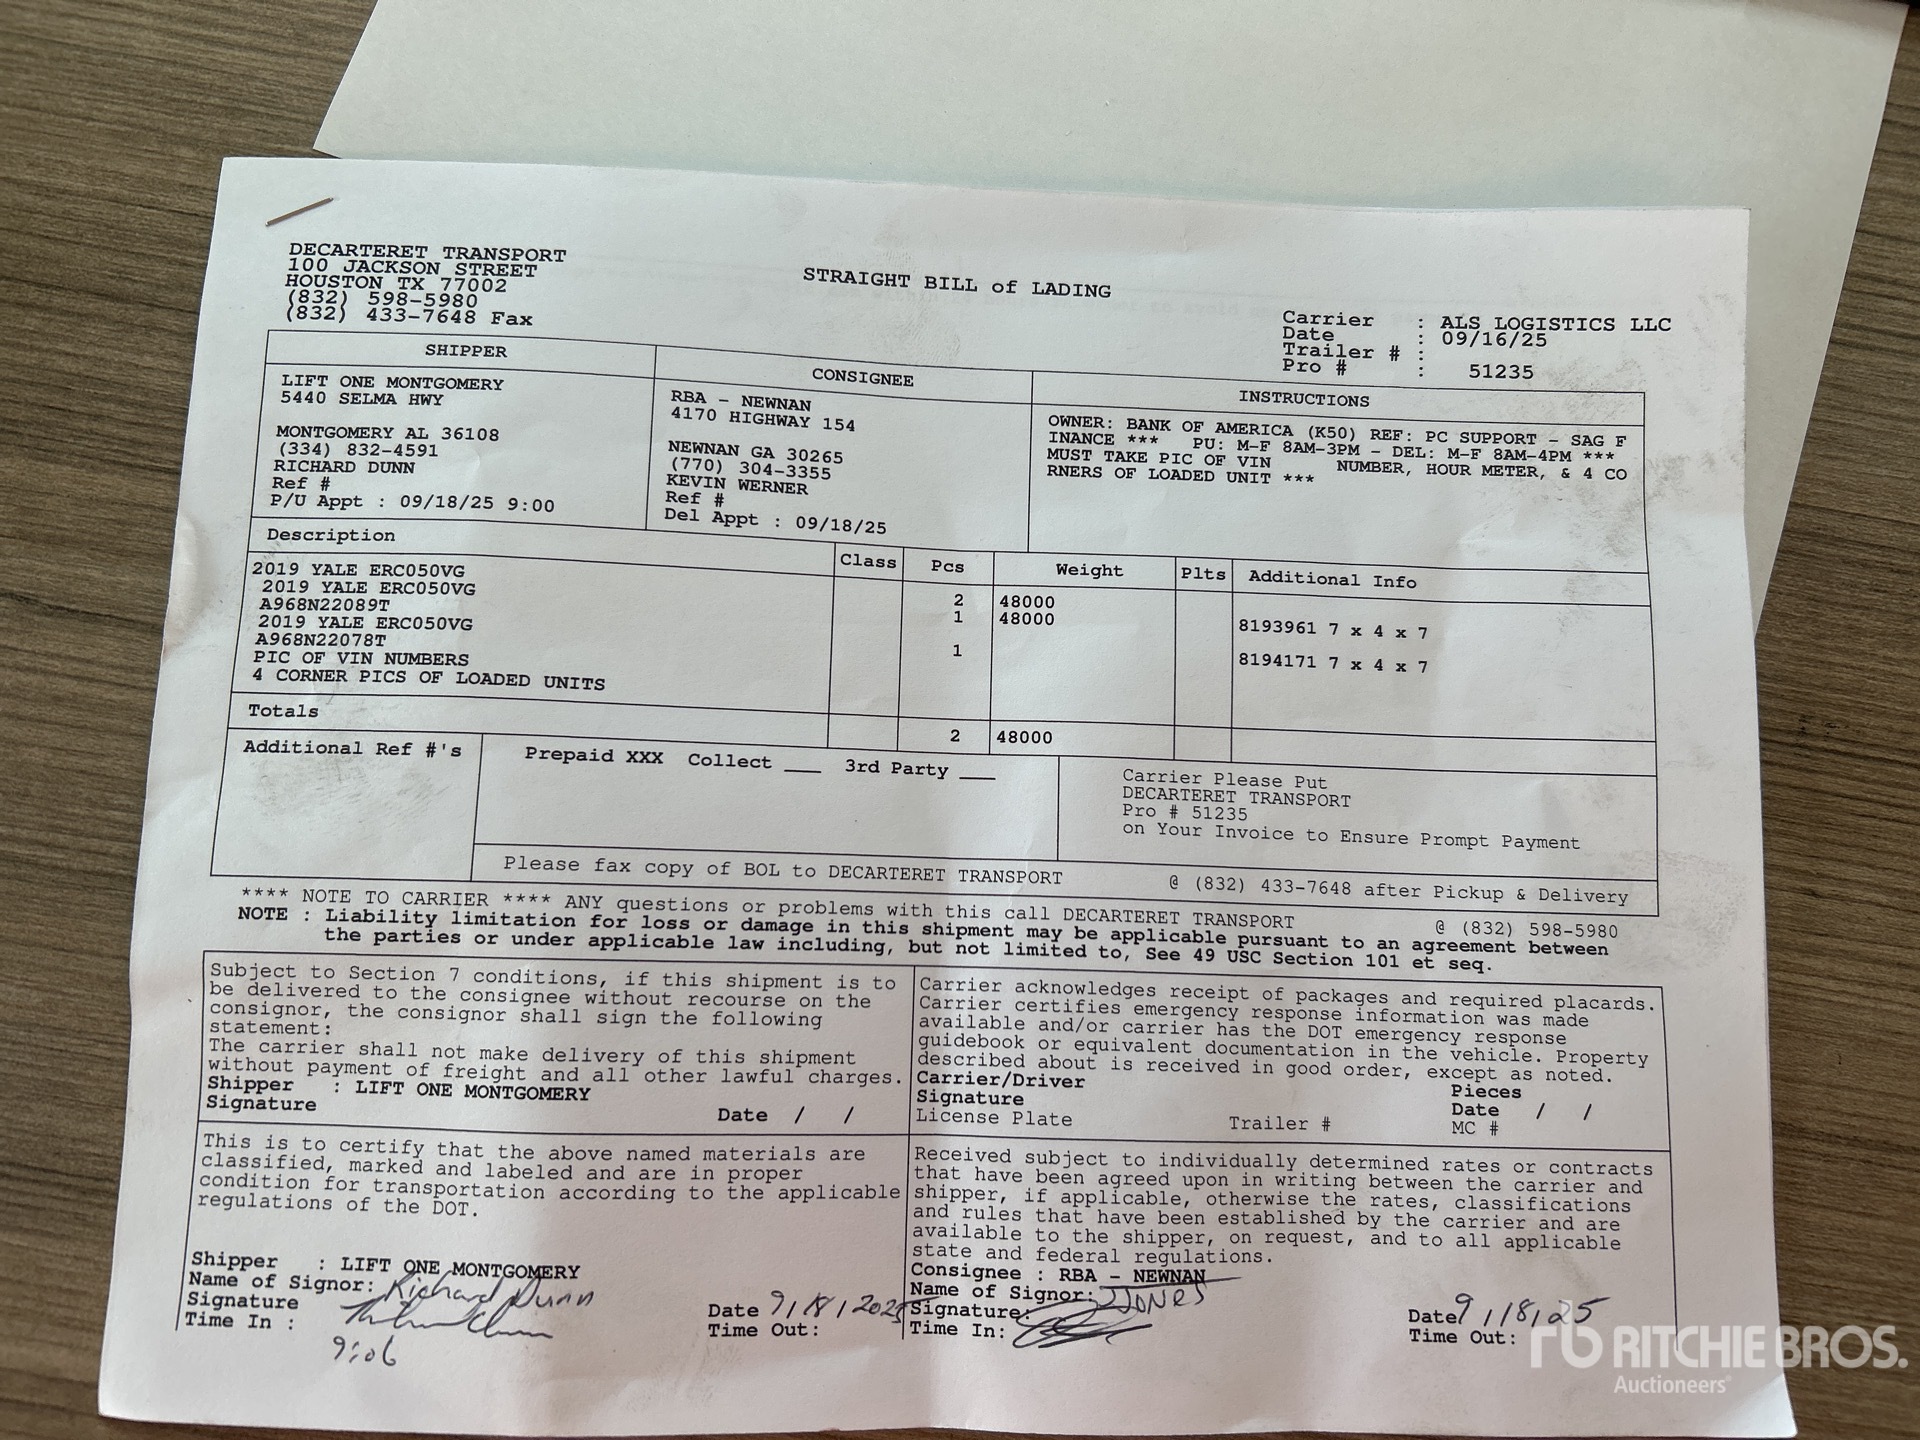 DECARTERET TRANSPORT
100 JACKSON STREET
HOUSTON TX 77002
(832) 598-5980
(832) 433-7648 Fax
STRAIGHT BILL of LADING
Carrier : ALS LOGISTICS LLC
Date : 09/16/25
Trailer # :
Pro # : 51235
SHIPPER
LIFT ONE MONTGOMERY
5440 SELMA HWY
MONTGOMERY AL 36108
(334) 832-4591
RICHARD DUNN
Ref #
P/U Appt : 09/18/25 9:00
CONSIGNEE
RBA - NEWNAN
4170 HIGHWAY 154
NEWNAN GA 30265
(770) 304-3355
KEVIN WERNER
Ref #
Del Appt : 09/18/25
INSTRUCTIONS
OWNER: BANK OF AMERICA (K50) REF: PC SUPPORT - SAG F
INANCE *** PU: M-F 8AM-3PM - DEL: M-F 8AM-4PM ***
MUST TAKE PIC OF VIN NUMBER, HOUR METER, & 4 CO
RNERS OF LOADED UNIT ***
Description Class Pcs Weight Plts Additional Info
2019 YALE ERC050VG 2 48000
2019 YALE ERC050VG 1 48000
A968N22089T 8193961 7 x 4 x 7
2019 YALE ERC050VG 1
A968N22078T 8194171 7 x 4 x 7
PIC OF VIN NUMBERS
4 CORNER PICS OF LOADED UNITS
Totals 2 48000
Additional Ref #'s
Prepaid XXX Collect ___ 3rd Party ___
Carrier Please Put
DECARTERET TRANSPORT
Pro # 51235
on Your Invoice to Ensure Prompt Payment
Please fax copy of BOL to DECARTERET TRANSPORT @ (832) 433-7648 after Pickup & Delivery
**** NOTE TO CARRIER **** ANY questions or problems with this call DECARTERET TRANSPORT @ (832) 598-5980
NOTE : Liability limitation for loss or damage in this shipment may be applicable pursuant to an agreement between
the parties or under applicable law including, but not limited to, See 49 USC Section 101 et seq.
Subject to Section 7 conditions, if this shipment is to
be delivered to the consignee without recourse on the
consignor, the consignor shall sign the following
statement:
The carrier shall not make delivery of this shipment
without payment of freight and all other lawful charges.
Shipper : LIFT ONE MONTGOMERY
Signature Date / /
Carrier acknowledges receipt of packages and required placards.
Carrier certifies emergency response information was made
available and/or carrier has the DOT emergency response
guidebook or equivalent documentation in the vehicle. Property
described about is received in good order, except as noted.
Carrier/Driver Pieces
Signature Date / /
License Plate Trailer # MC #
This is to certify that the above named materials are
classified, marked and labeled and are in proper
condition for transportation according to the applicable
regulations of the DOT.
Shipper : LIFT ONE MONTGOMERY
Name of Signor: Richard Dunn
Signature Date 9/18/2025
Time In : 9:06 Time Out:
Received subject to individually determined rates or contracts
that have been agreed upon in writing between the carrier and
shipper, if applicable, otherwise the rates, classifications
and rules that have been established by the carrier and are
available to the shipper, on request, and to all applicable
state and federal regulations.
Consignee : RBA - NEWNAN
Name of Signor: JJONES
Signature: Date 9/18/25
Time In: Time Out:
rb RITCHIE BROS.
Auctioneers